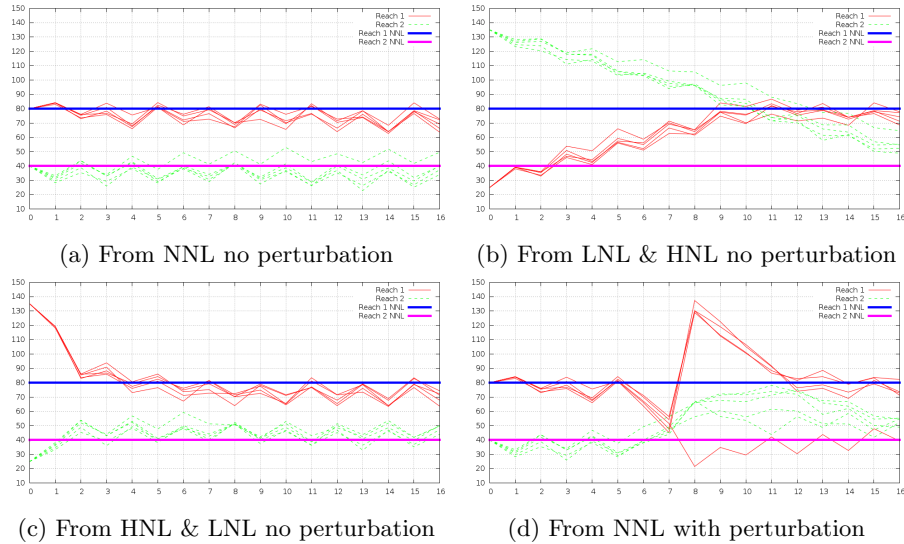 150
140
130
120
110
100
90
80
70
60
50
40
30
20
10
0 1 2 3 4 5 6 7 8 9 10 11 12 13 14 15 16
Reach 1
Reach 2
Reach 1 NNL
Reach 2 NNL
(a) From NNL no perturbation
150
140
130
120
110
100
90
80
70
60
50
40
30
20
10
0 1 2 3 4 5 6 7 8 9 10 11 12 13 14 15 16
Reach 1
Reach 2
Reach 1 NNL
Reach 2 NNL
(b) From LNL & HNL no perturbation
150
140
130
120
110
100
90
80
70
60
50
40
30
20
10
0 1 2 3 4 5 6 7 8 9 10 11 12 13 14 15 16
Reach 1
Reach 2
Reach 1 NNL
Reach 2 NNL
(c) From HNL & LNL no perturbation
150
140
130
120
110
100
90
80
70
60
50
40
30
20
10
0 1 2 3 4 5 6 7 8 9 10 11 12 13 14 15 16
Reach 1
Reach 2
Reach 1 NNL
Reach 2 NNL
(d) From NNL with perturbation